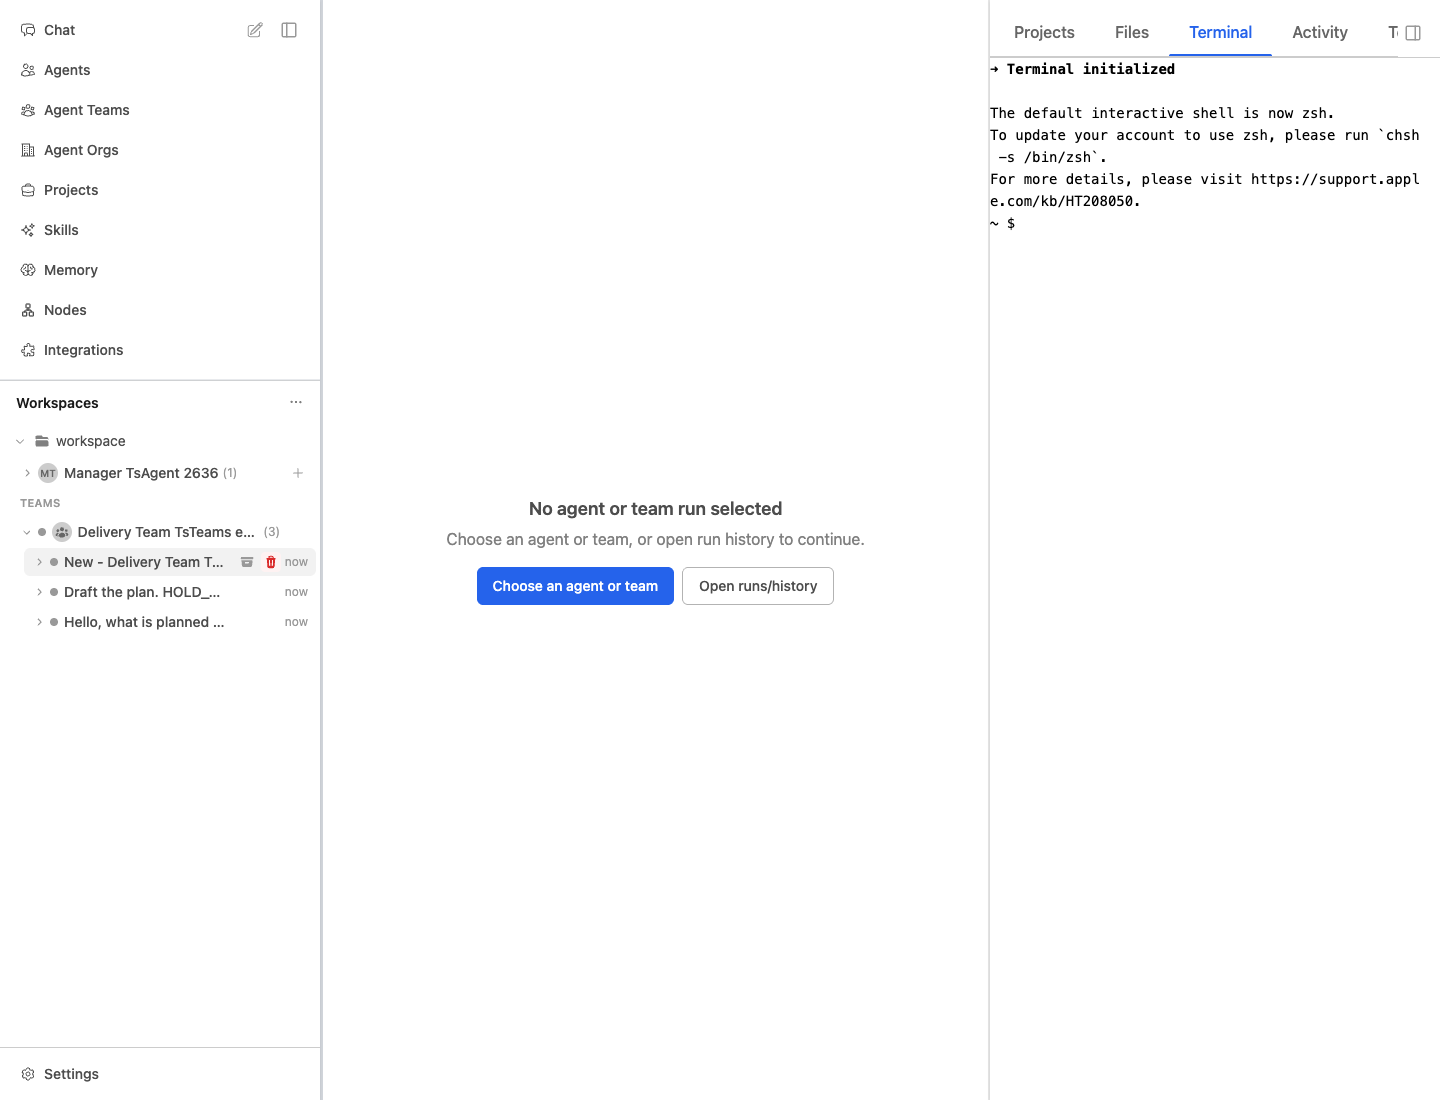 Chat
Agents
Agent Teams
Agent Orgs
Projects
Skills
Memory
Nodes
Integrations
Workspaces
workspace
MT Manager TsAgent 2636 (1)
TEAMS
Delivery Team TsTeams e... (3)
New - Delivery Team T... now
Draft the plan. HOLD_... now
Hello, what is planned ... now
Settings
No agent or team run selected
Choose an agent or team, or open run history to continue.
Choose an agent or team
Open runs/history
Projects Files Terminal Activity
→ Terminal initialized
The default interactive shell is now zsh.
To update your account to use zsh, please run `chsh
-s /bin/zsh`.
For more details, please visit https://support.appl
e.com/kb/HT208050.
~ $